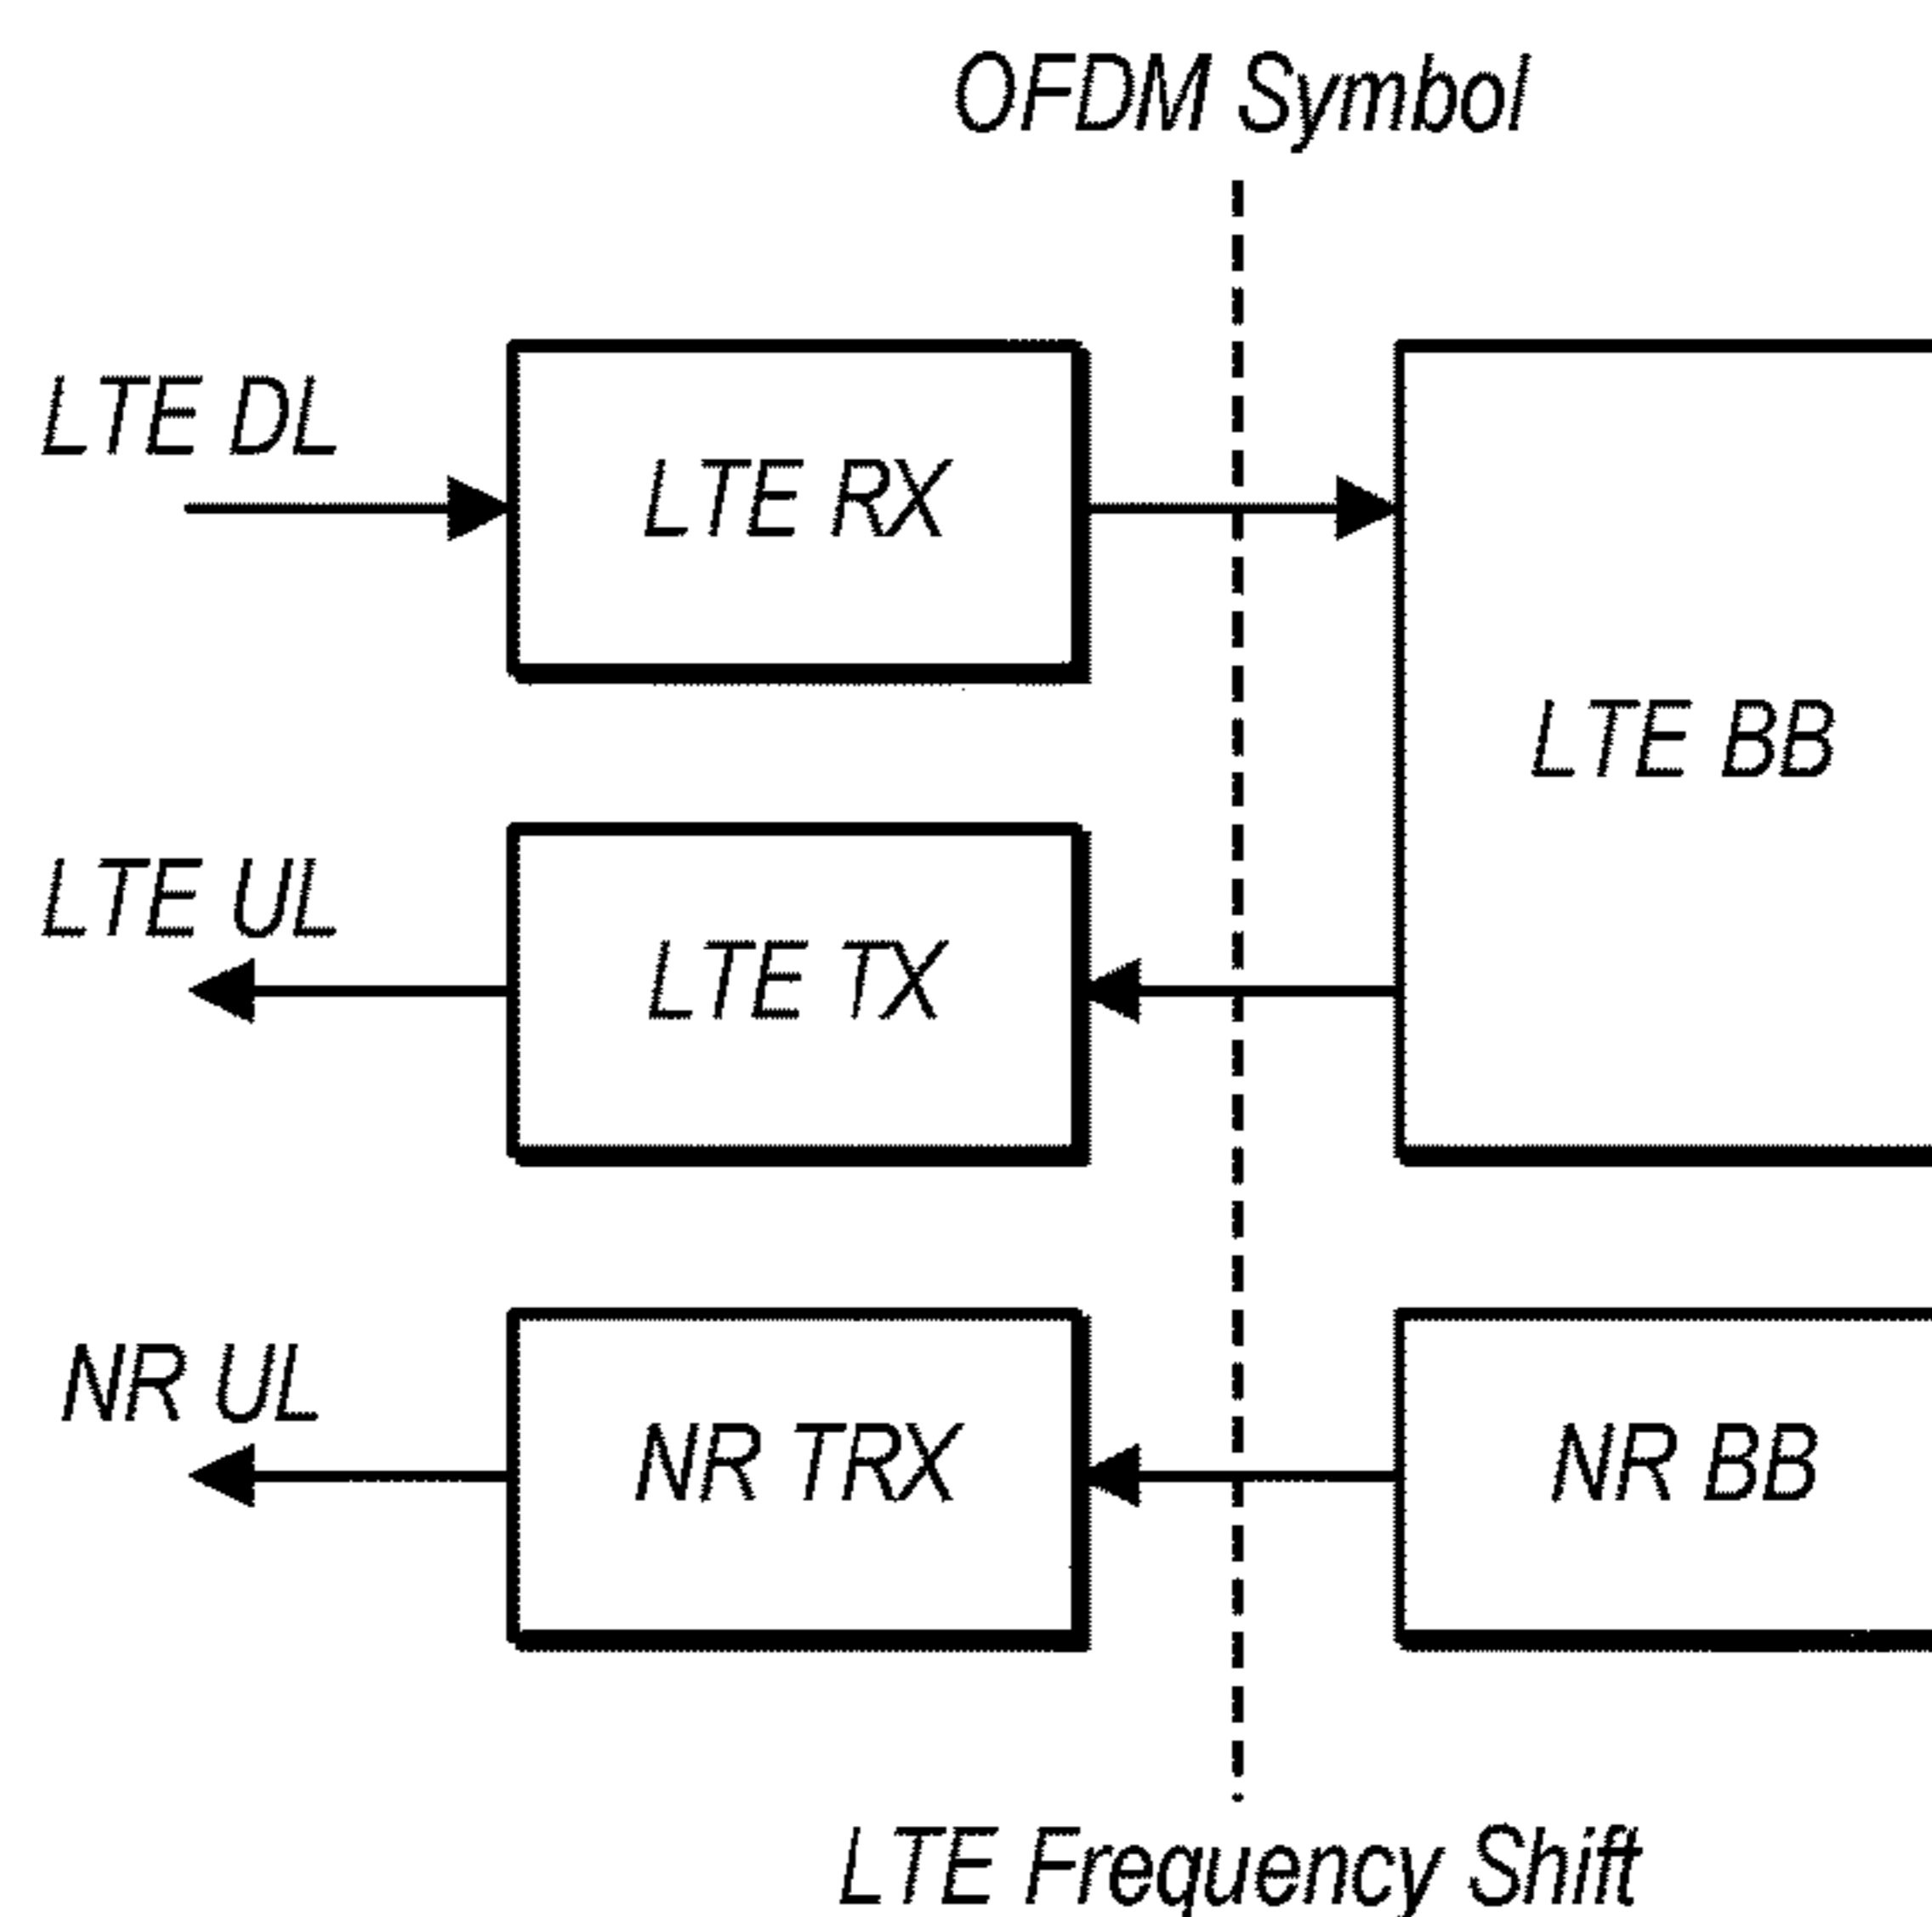 OFDM Symbol
LTE DL
LTE RX
LTE BB
LTE UL
LTE TX
NR UL
NR TRX
NR BB
LTE Frequency Shift